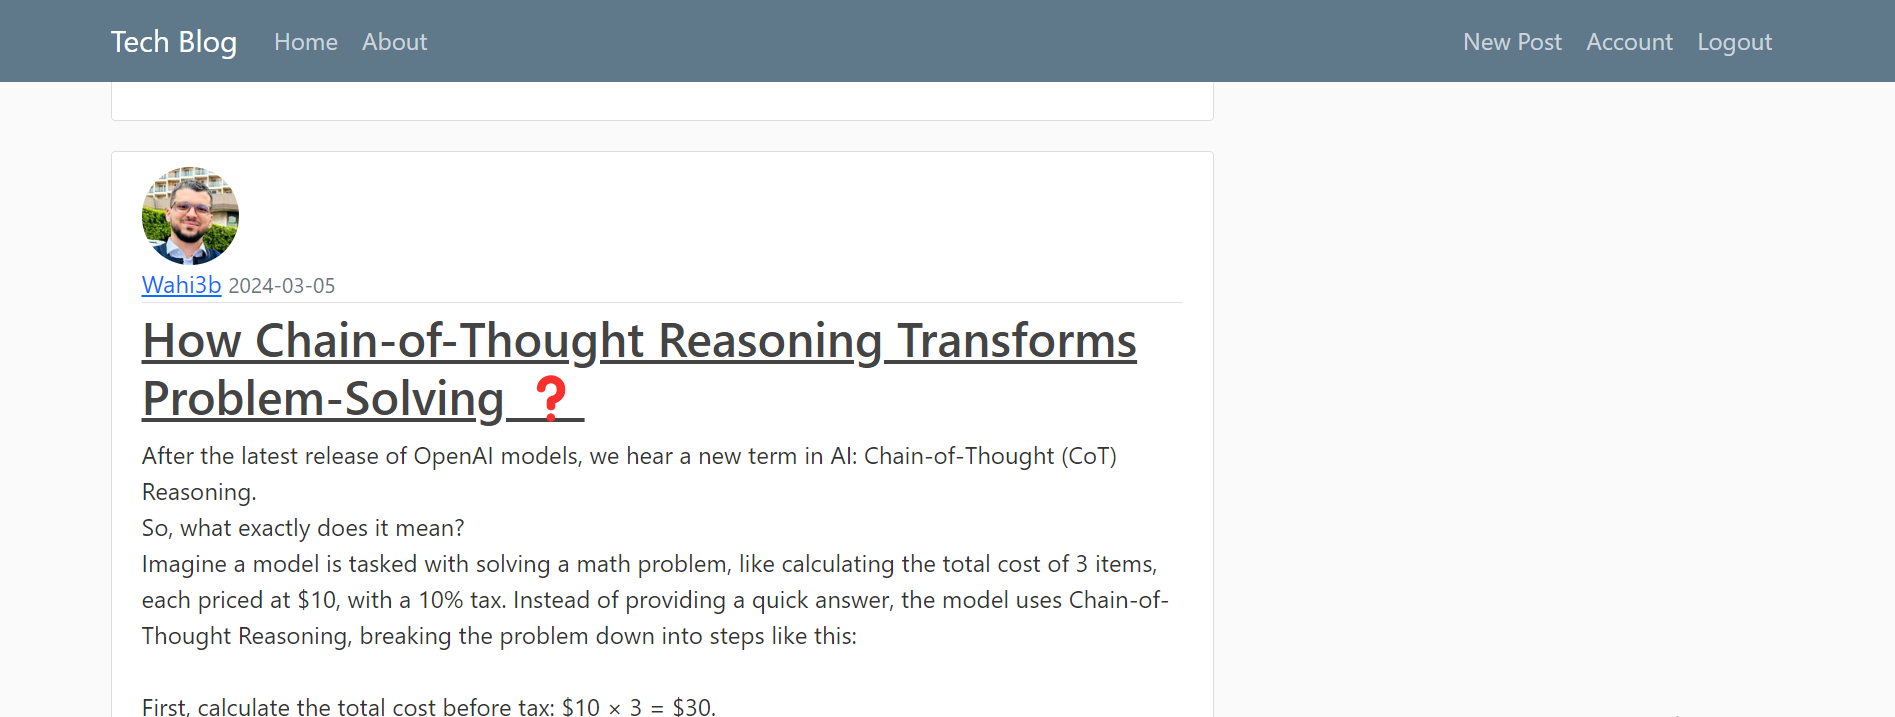 Tech Blog Home About New Post Account Logout
Wahi3b 2024-03-05
How Chain-of-Thought Reasoning Transforms
Problem-Solving ❓
After the latest release of OpenAI models, we hear a new term in AI: Chain-of-Thought (CoT)
Reasoning.
So, what exactly does it mean?
Imagine a model is tasked with solving a math problem, like calculating the total cost of 3 items,
each priced at $10, with a 10% tax. Instead of providing a quick answer, the model uses Chain-of-
Thought Reasoning, breaking the problem down into steps like this:
First, calculate the total cost before tax: $10 × 3 = $30.